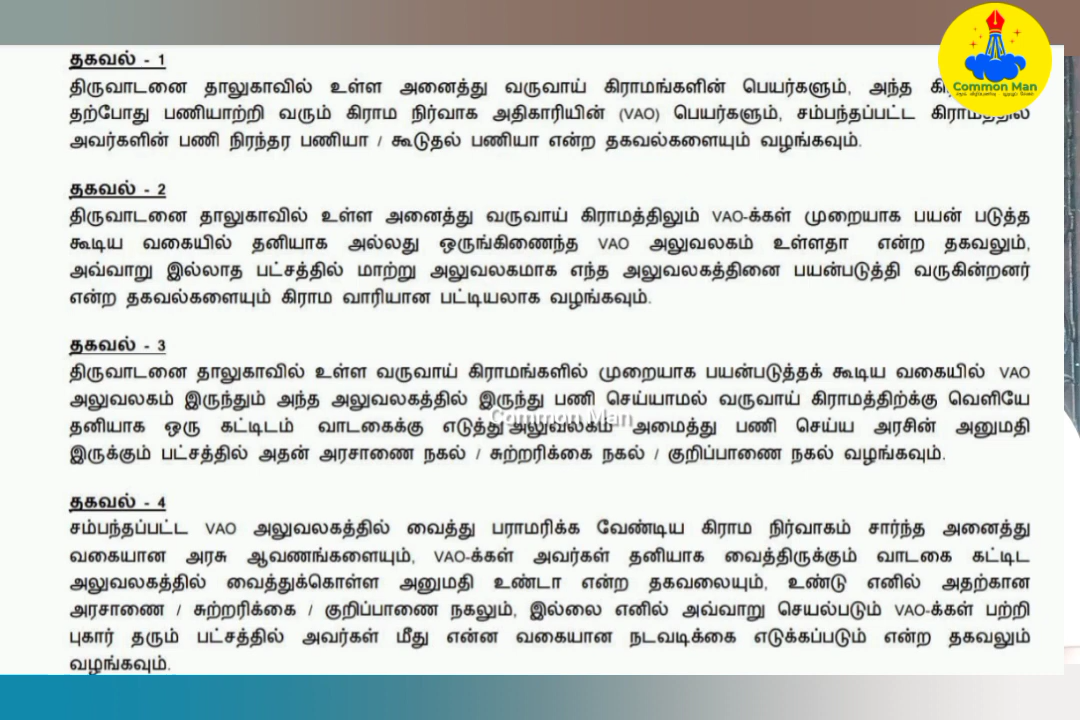 தகவல் - 1
திருவாடனை தாலுகாவில் உள்ள அனைத்து வருவாய் கிராமங்களின் பெயர்களும், அந்த
தற்போது பணியாற்றி வரும் கிராம நிர்வாக அதிகாரியின் (VAO) பெயர்களும், சம்பந்தப்பட்ட கிராமத்தில்
அவர்களின் பணி நிரந்தர பணியா / கூடுதல் பணியா என்ற தகவல்களையும் வழங்கவும்.
தகவல் - 2
திருவாடனை தாலுகாவில் உள்ள அனைத்து வருவாய் கிராமத்திலும் VAO-க்கள் முறையாக பயன் படுத்த
கூடிய வகையில் தனியாக அல்லது ஒருங்கிணைந்த VAO அலுவலகம் உள்ளதா என்ற தகவலும்,
அவ்வாறு இல்லாத பட்சத்தில் மாற்று அலுவலகமாக எந்த அலுவலகத்தினை பயன்படுத்தி வருகின்றனர்
என்ற தகவல்களையும் கிராம வாரியான பட்டியலாக வழங்கவும்.
தகவல் - 3
திருவாடனை தாலுகாவில் உள்ள வருவாய் கிராமங்களில் முறையாக பயன்படுத்தக் கூடிய வகையில் VAO
அலுவலகம் இருந்தும் அந்த அலுவலகத்தில் இருந்து பணி செய்யாமல் வருவாய் கிராமத்திற்க்கு வெளியே
தனியாக ஒரு கட்டிடம் வாடகைக்கு எடுத்து அலுவலகம் அமைத்து பணி செய்ய அரசின் அனுமதி
இருக்கும் பட்சத்தில் அதன் அரசாணை நகல் / சுற்றரிக்கை நகல் / குறிப்பாணை நகல் வழங்கவும்.
தகவல் - 4
சம்பந்தப்பட்ட VAO அலுவலகத்தில் வைத்து பராமரிக்க வேண்டிய கிராம நிர்வாகம் சார்ந்த அனைத்து
வகையான அரசு ஆவணங்களையும், VAO-க்கள் அவர்கள் தனியாக வைத்திருக்கும் வாடகை கட்டிட
அலுவலகத்தில் வைத்துக்கொள்ள அனுமதி உண்டா என்ற தகவலையும், உண்டு எனில் அதற்கான
அரசாணை / சுற்றரிக்கை / குறிப்பாணை நகலும், இல்லை எனில் அவ்வாறு செயல்படும் VAO-க்கள் பற்றி
புகார் தரும் பட்சத்தில் அவர்கள் மீது என்ன வகையான நடவடிக்கை எடுக்கப்படும் என்ற தகவலும்
வழங்கவும்.
Common Man
Common Man